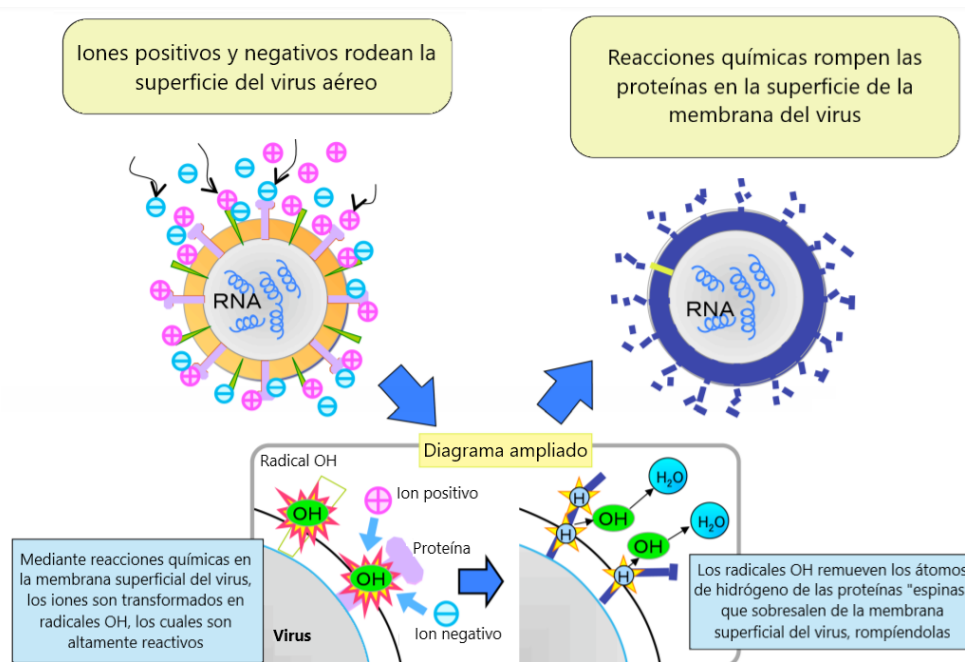 Iones positivos y negativos rodean la
superficie del virus aéreo
Reacciones químicas rompen las
proteínas en la superficie de la
membrana del virus
RNA
RNA
Diagrama ampliado
Radical OH
OH
Ion positivo
Proteína
OH
Ion negativo
Virus
Mediante reacciones químicas en
la membrana superficial del virus,
los iones son transformados en
radicales OH, los cuales son
altamente reactivos
H
H
OH
H₂O
H
OH
H₂O
Los radicales OH remueven los átomos
de hidrógeno de las proteínas "espinas
que sobresalen de la membrana
superficial del virus, rompíendolas